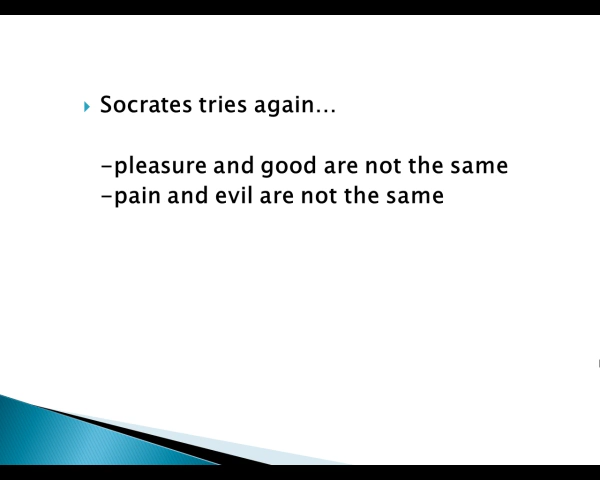 Socrates tries again...
-pleasure and good are not the same
-pain and evil are not the same